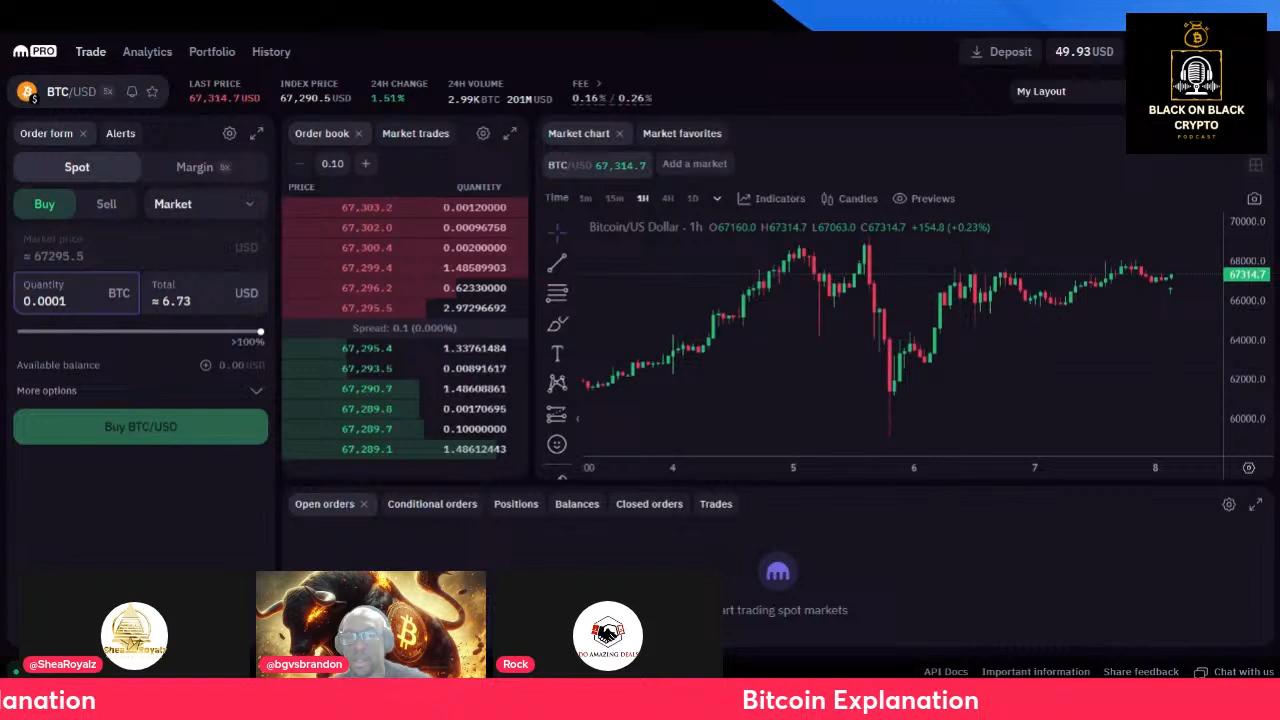 PRO Trade Analytics Portfolio History
Deposit 49.93 USD
BTC/USD 5x
LAST PRICE
67,314.7 USD
INDEX PRICE
67,290.5 USD
24H CHANGE
1.51%
24H VOLUME
2.99K BTC 201M USD
FEE
0.16% / 0.26%
My Layout
BLACK ON BLACK
CRYPTO
PODCAST
Order form Alerts
Spot Margin 5x
Buy Sell Market
Market price
≈ 67295.5 USD
Quantity
0.0001 BTC
Total
≈ 6.73 USD
>100%
Available balance 0.00 USD
More options
Buy BTC/USD
Order book Market trades
0.10
PRICE QUANTITY
67,303.2 0.00120000
67,302.0 0.00096758
67,300.4 0.00200000
67,299.4 1.48589903
67,296.2 0.62330000
67,295.5 2.97296692
Spread: 0.1 (0.000%)
67,295.4 1.33761484
67,293.5 0.00891617
67,290.7 1.48608861
67,289.8 0.00170695
67,289.7 0.10000000
67,289.1 1.48612443
Market chart Market favorites
BTC/USD 67,314.7 Add a market
Time 1m 15m 1H 4H 1D Indicators Candles Previews
Bitcoin/US Dollar - 1h O67160.0 H67314.7 L67063.0 C67314.7 +154.8 (+0.23%)
70000.0
68000.0
67314.7
66000.0
64000.0
62000.0
60000.0
:00 4 5 6 7 8
Open orders Conditional orders Positions Balances Closed orders Trades
art trading spot markets
SheaRoyalz
DO AMAZING DEALS
@SheaRoyalz
@bgvsbrandon
Rock
API Docs Important information Share feedback Chat with us
lanation Bitcoin Explanation